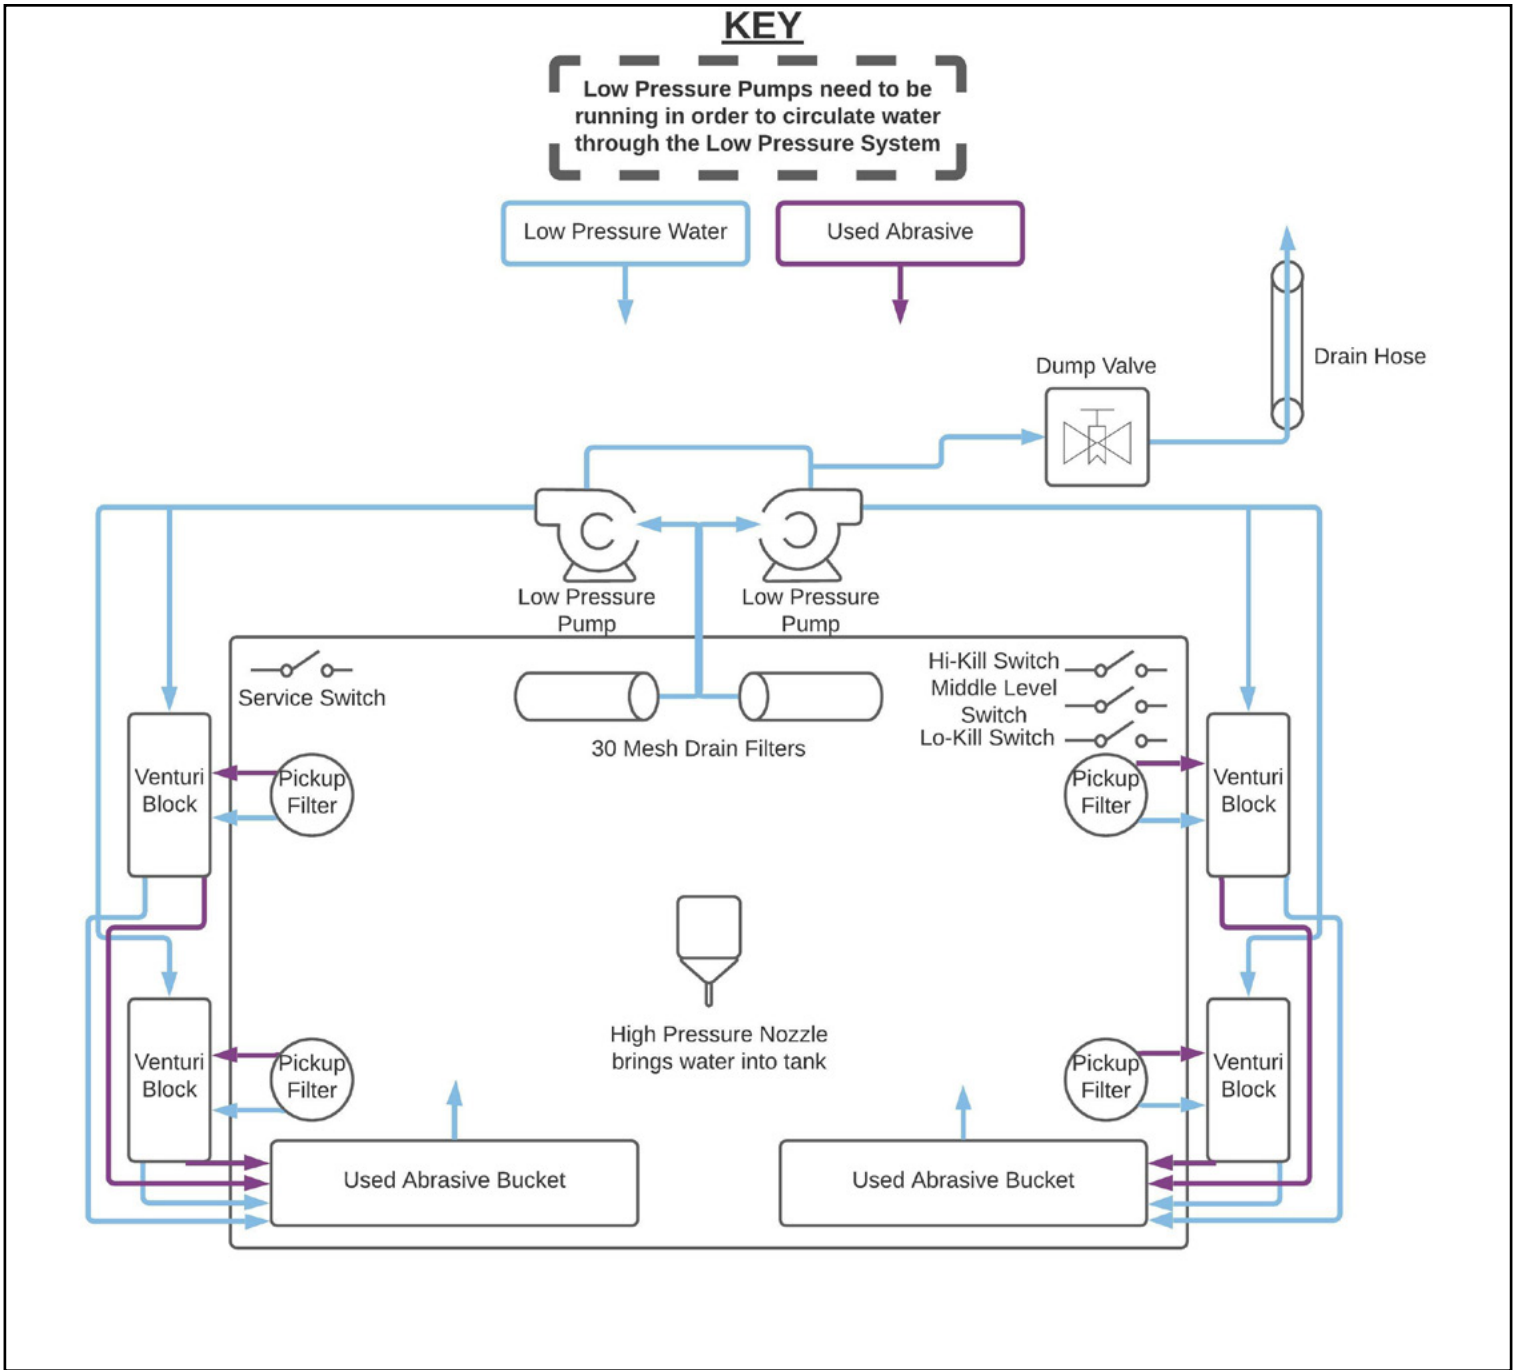 KEY
Low Pressure Pumps need to be
running in order to circulate water
through the Low Pressure System
Low Pressure Water
Used Abrasive
Drain Hose
Dump Valve
Low Pressure
Pump
Low Pressure
Pump
Service Switch
30 Mesh Drain Filters
Hi-Kill Switch
Middle Level
Switch
Lo-Kill Switch
Venturi
Block
Pickup
Filter
Pickup
Filter
Venturi
Block
High Pressure Nozzle
brings water into tank
Venturi
Block
Pickup
Filter
Pickup
Filter
Venturi
Block
Used Abrasive Bucket
Used Abrasive Bucket